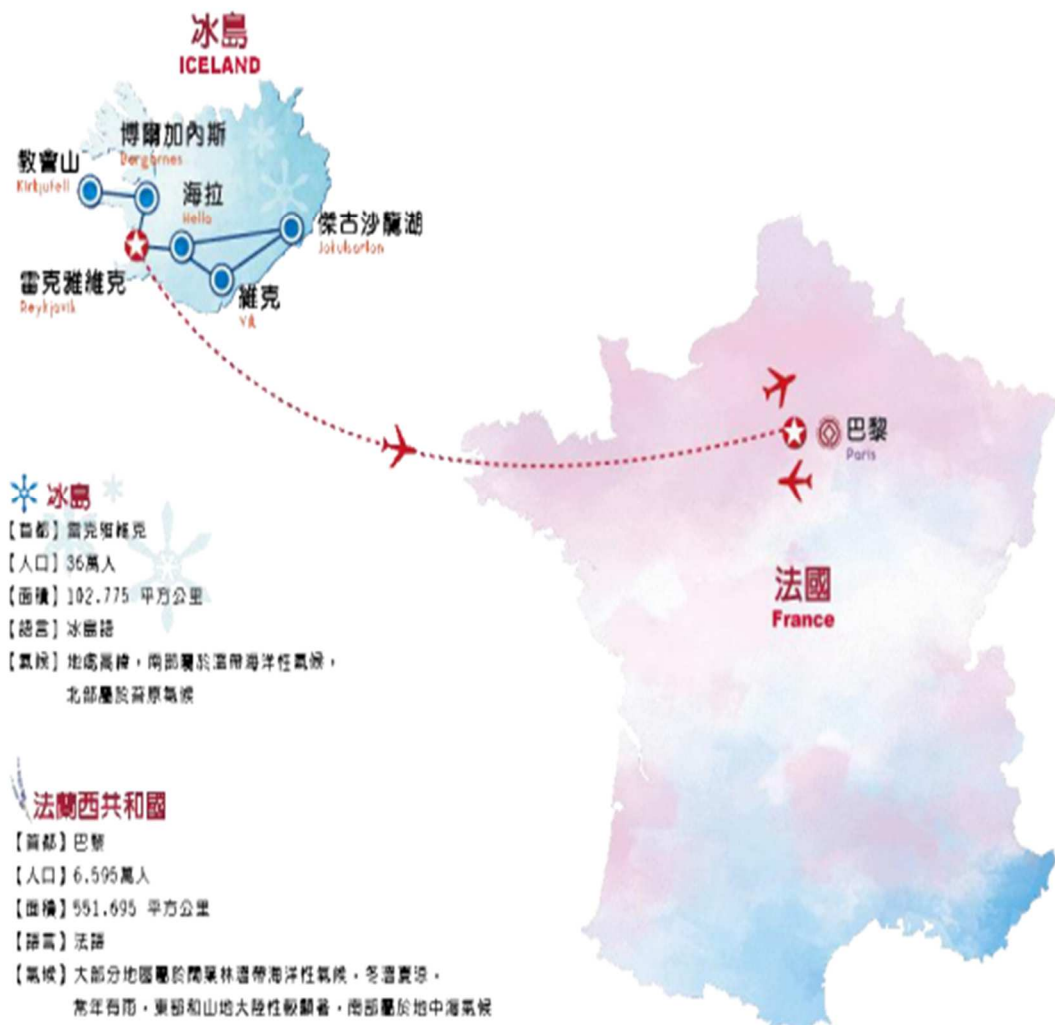 冰島
ICELAND
博爾加內斯
教會山
Kirkjufell
海拉
Hella
傑古沙龍湖
Jokulsarlon
雷克雅維克
Reykjavik
維克
Vik
巴黎
Paris
法國
France
冰島
【首都】雷克雅維克
【人口】36萬人
【面積】102.775 平方公里
【語言】冰島語
【氣候】地處高緯，南部屬於溫帶海洋性氣候，
北部屬於苔原氣候
法蘭西共和國
【首都】巴黎
【人口】6.595萬人
【面積】551.695 平方公里
【語言】法語
【氣候】大部分地區屬於闊葉林溫帶海洋性氣候，冬溫夏涼，
常年有雨，東部和山地大陸性較顯著，南部屬於地中海氣候